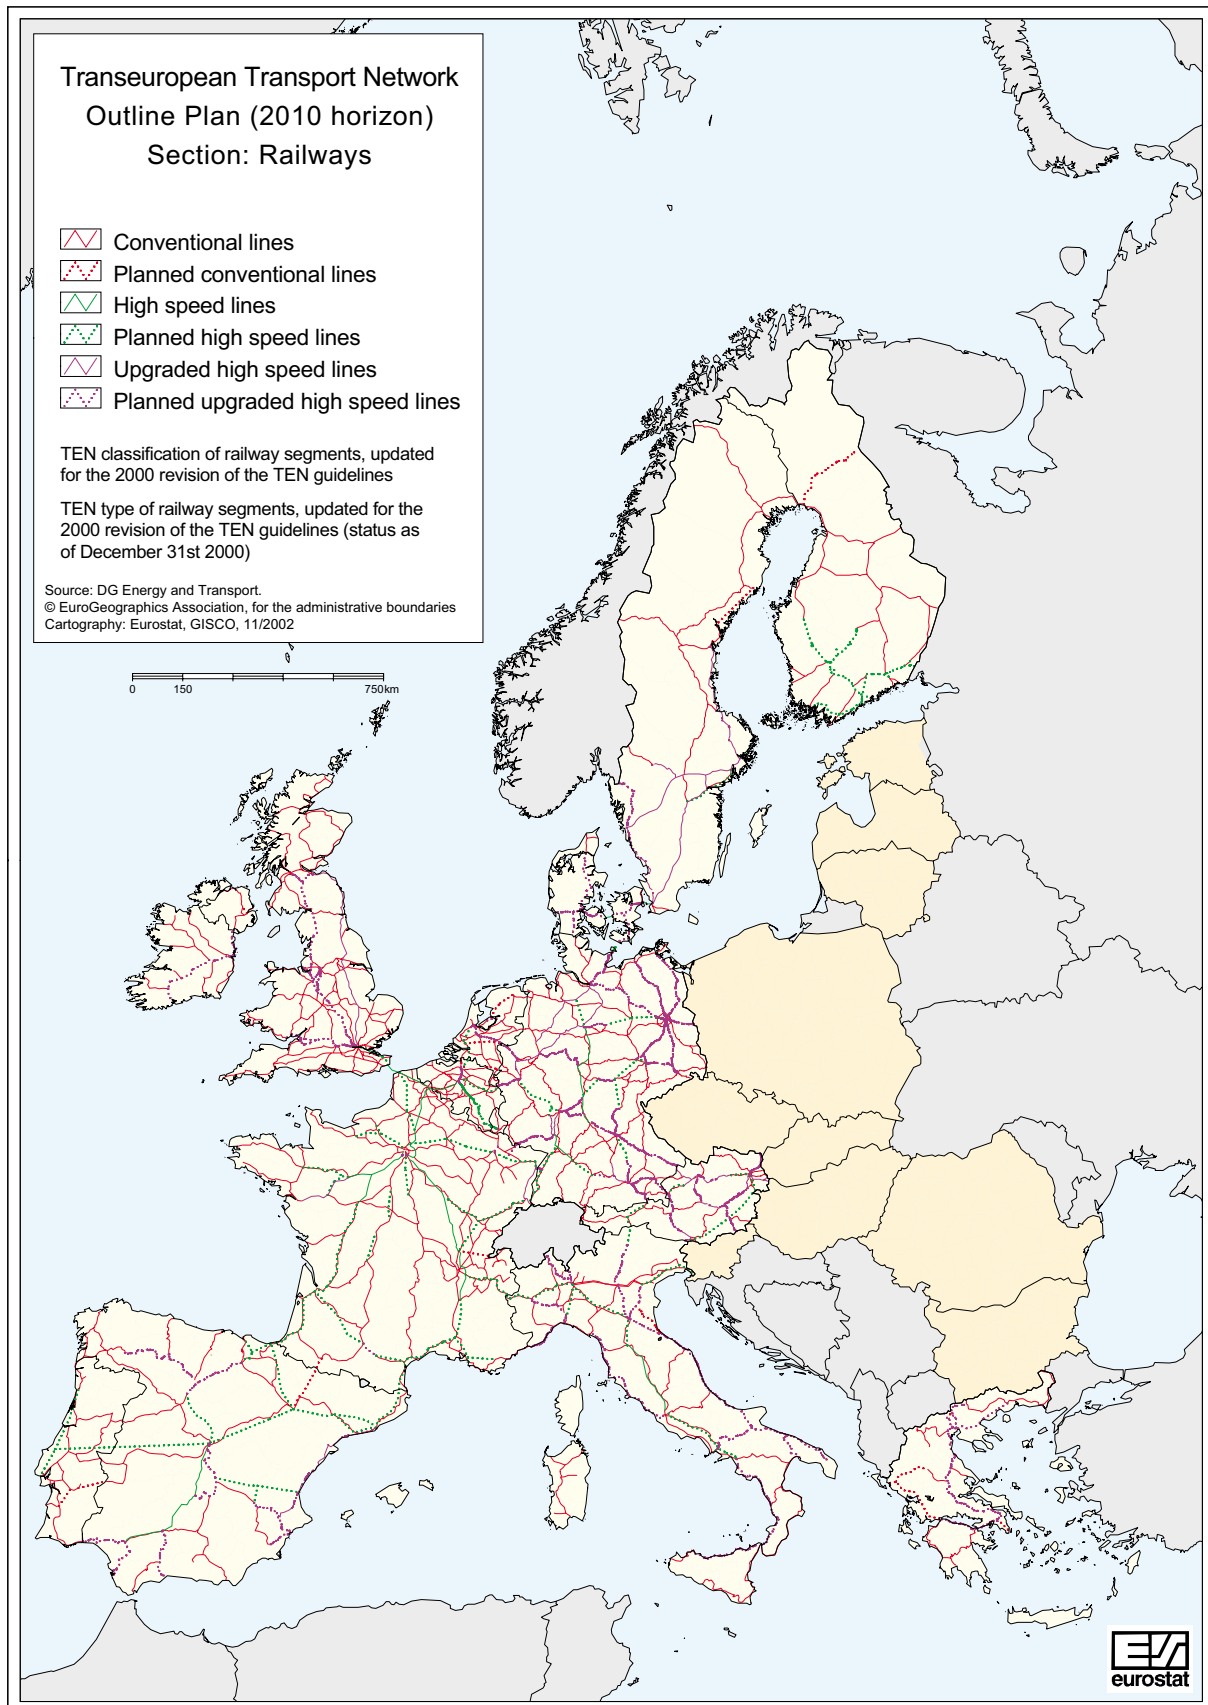 Transeuropean Transport Network
Outline Plan (2010 horizon)
Section: Railways
Conventional lines
Planned conventional lines
High speed lines
Planned high speed lines
Upgraded high speed lines
Planned upgraded high speed lines
TEN classification of railway segments, updated
for the 2000 revision of the TEN guidelines
TEN type of railway segments, updated for the
2000 revision of the TEN guidelines (status as
of December 31st 2000)
Source: DG Energy and Transport.
© EuroGeographics Association, for the administrative boundaries
Cartography: Eurostat, GISCO, 11/2002
0 150 750 km
eurostat